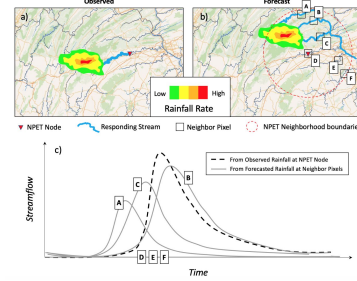 Observed
Forecast
a)
b)
A
B
C
D
E
F
Low
High
Rainfall Rate
NPET Node
Responding Stream
Neighbor Pixel
NPET Neighborhood boundaries
c)
From Observed Rainfall at NPET Node
From Forecasted Rainfall at Neighbor Pixels
A
C
B
D E F
Streamflow
Time